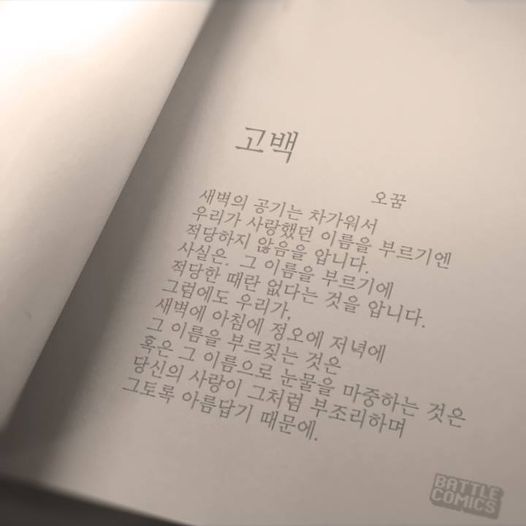 고백
오꿈
새벽의 공기는 차가워서
우리가 사랑했던 이름을 부르기엔
적당하지 않음을 압니다.
사실은. 그 이름을 부르기에
적당한 때란 없다는 것을 압니다.
그럼에도 우리가,
새벽에 아침에 정오에 저녁에
그 이름을 부르짖는 것은
혹은 그 이름으로 눈물을 마중하는 것은
당신의 사랑이 그처럼 부조리하며
그토록 아름답기 때문에.
BATTLE
COMICS